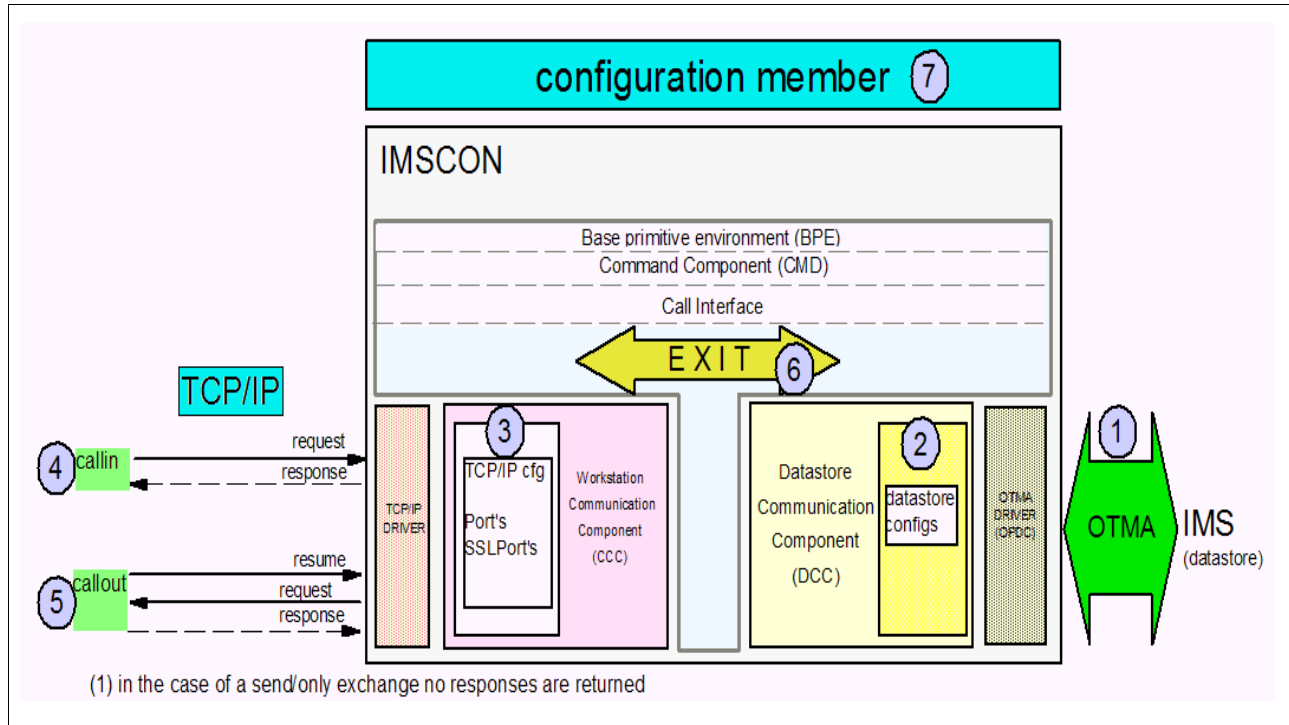 configuration member 7
IMSCON
Base primitive environment (BPE)
Command Component (CMD)
Call Interface
E X I T
6
TCP/IP
4
callin
request
response
5
callout
resume
request
response
TCP/IP
DRIVER
3
TCP/IP cfg
Port's
SSLPort's
Workstation
Communication
Component
(CCC)
Datastore
Communication
Component
(DCC)
2
datastore
configs
OTMA
DRIVER
(OPDC)
1
OTMA
IMS
(datastore)
(1) in the case of a send/only exchange no responses are returned